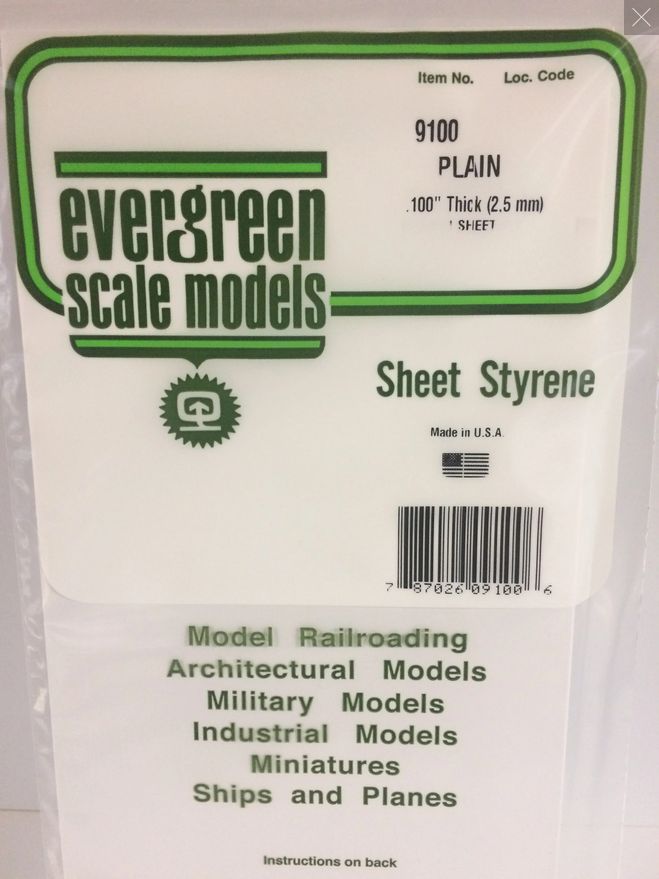 Item No. Loc. Code
9100
PLAIN
.100" Thick (2.5 mm)
1 SHEET
evergreen
scale models
Sheet Styrene
Made in U.S.A.
7 87026 09100 6
Model Railroading
Architectural Models
Military Models
Industrial Models
Miniatures
Ships and Planes
Instructions on back